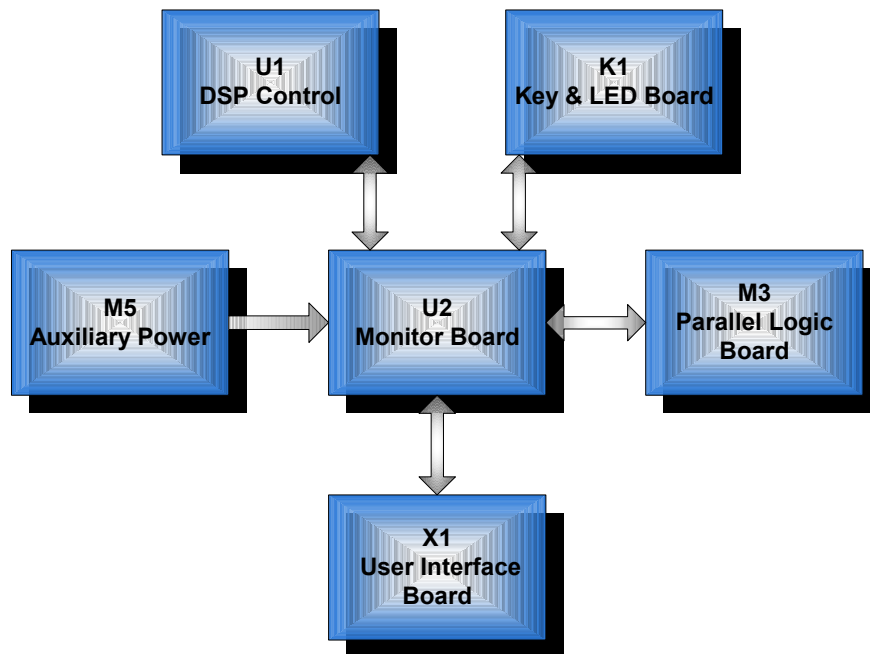 U1
DSP Control
K1
Key & LED Board
M5
Auxiliary Power
U2
Monitor Board
M3
Parallel Logic
Board
X1
User Interface
Board